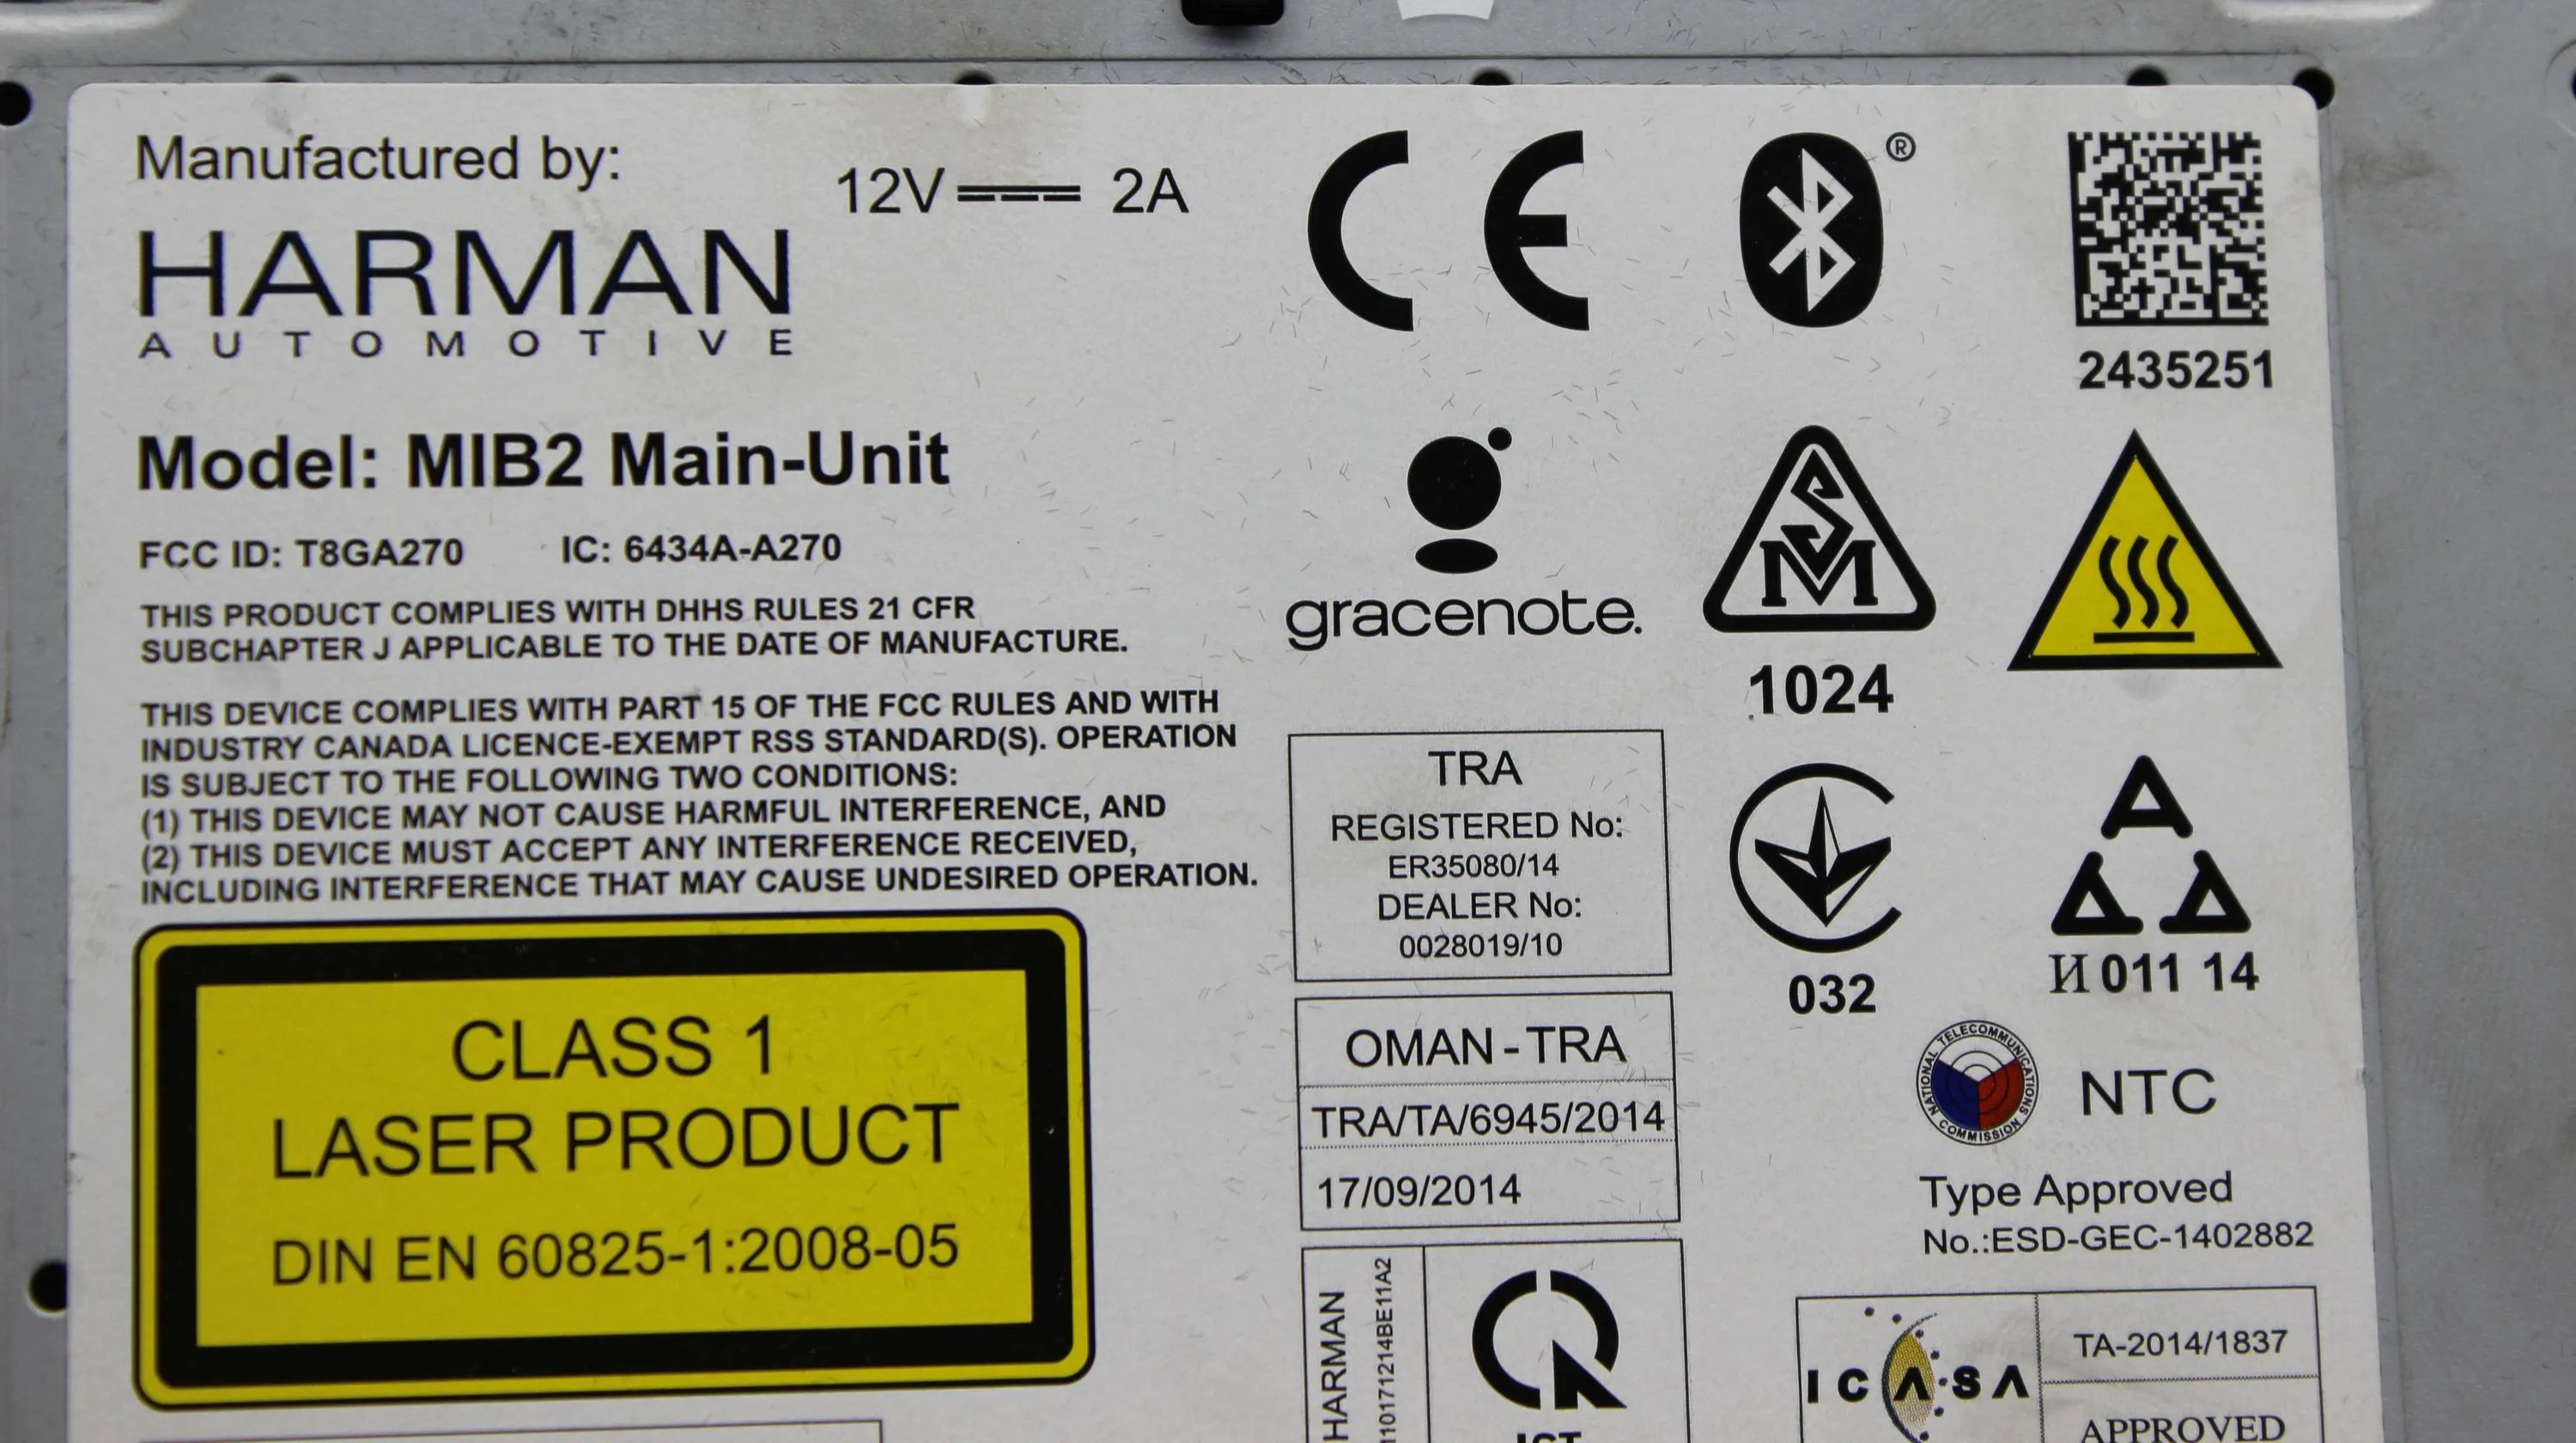 Manufactured by:
HARMAN
AUTOMOTIVE
12V 2A
CE
®
2435251
Model: MIB2 Main-Unit
FCC ID: T8GA270 IC: 6434A-A270
THIS PRODUCT COMPLIES WITH DHHS RULES 21 CFR
SUBCHAPTER J APPLICABLE TO THE DATE OF MANUFACTURE.
THIS DEVICE COMPLIES WITH PART 15 OF THE FCC RULES AND WITH
INDUSTRY CANADA LICENCE-EXEMPT RSS STANDARD(S). OPERATION
IS SUBJECT TO THE FOLLOWING TWO CONDITIONS:
(1) THIS DEVICE MAY NOT CAUSE HARMFUL INTERFERENCE, AND
(2) THIS DEVICE MUST ACCEPT ANY INTERFERENCE RECEIVED,
INCLUDING INTERFERENCE THAT MAY CAUSE UNDESIRED OPERATION.
CLASS 1
LASER PRODUCT
DIN EN 60825-1:2008-05
gracenote.
SM
1024
TRA
REGISTERED No:
ER35080/14
DEALER No:
0028019/10
032
И 011 14
OMAN - TRA
TRA/TA/6945/2014
17/09/2014
NATIONAL TELECOMMUNICATIONS
COMMISSION
NTC
Type Approved
No.:ESD-GEC-1402882
HARMAN
ICASA
TA-2014/1837
APPROVED